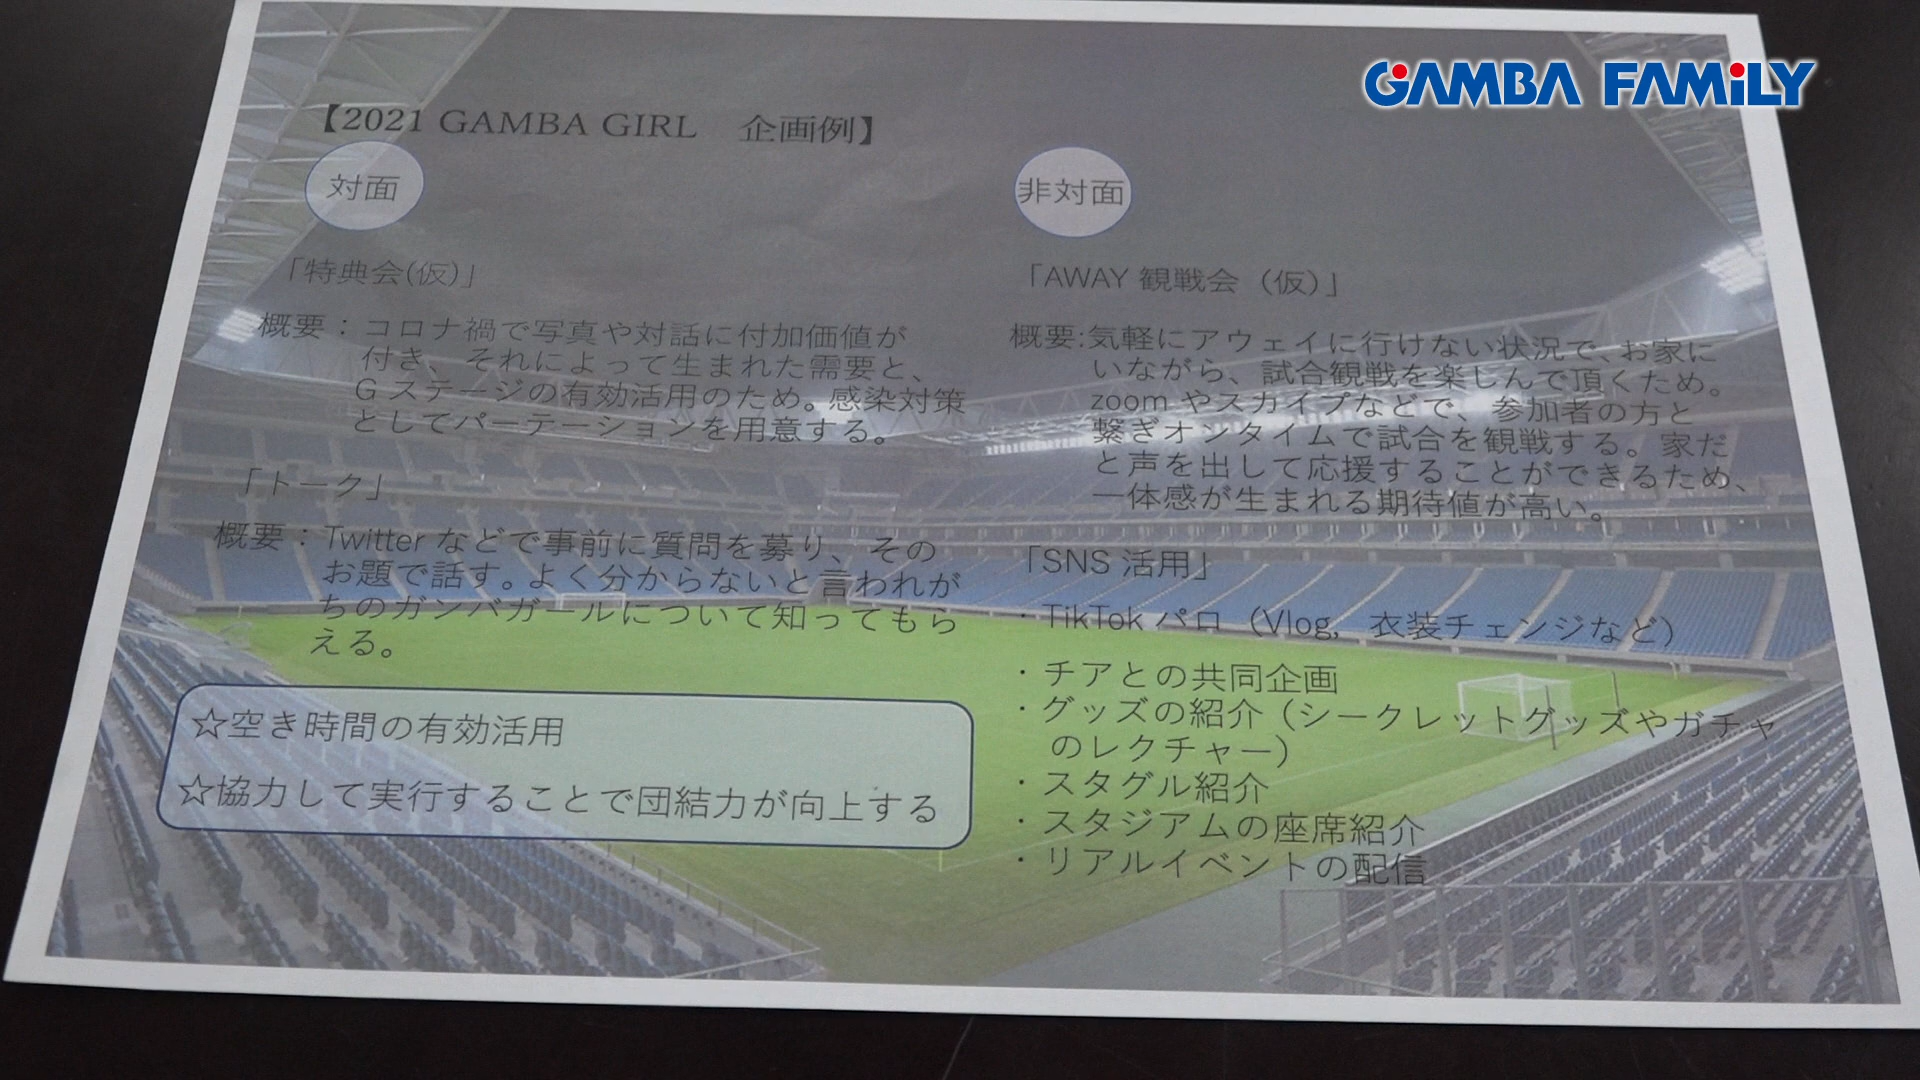 GAMBA FAMiLY
【2021 GAMBA GIRL 企画例】
対面
「特典会(仮)」
概要：コロナ禍で写真や対話に付加価値が
付き、それによって生まれた需要と、
Gステージの有効活用のため。感染対策
としてパーテーションを用意する。
「トーク」
概要：Twitterなどで事前に質問を募り、その
お題で話す。よく分からないと言われが
ちのガンバガールについて知ってもら
える。
☆空き時間の有効活用
☆協力して実行することで団結力が向上する
非対面
「AWAY 観戦会（仮）」
概要:気軽にアウェイに行けない状況で、お家に
いながら、試合観戦を楽しんで頂くため。
zoomやスカイプなどで、参加者の方と
繋ぎオンタイムで試合を観戦する。家だ
と声を出して応援することができるため、
一体感が生まれる期待値が高い。
「SNS 活用」
・TikTok パロ（Vlog, 衣装チェンジなど）
・チアとの共同企画
・グッズの紹介（シークレットグッズやガチャ
のレクチャー）
・スタグル紹介
・スタジアムの座席紹介
・リアルイベントの配信